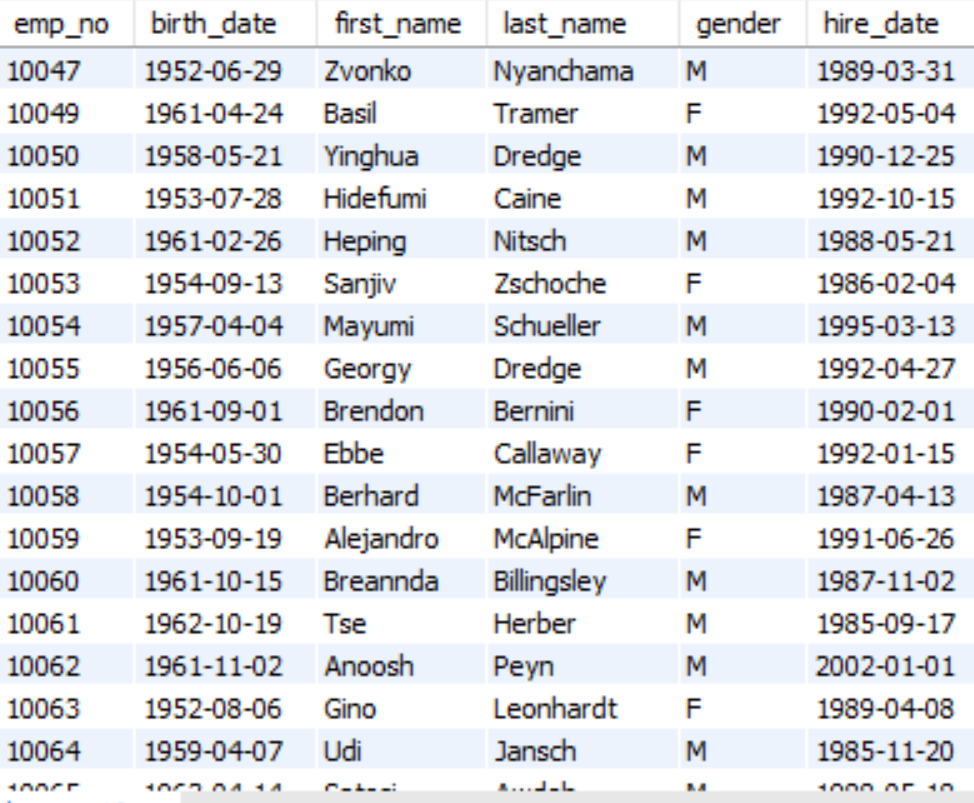 emp_no birth_date first_name last_name gender hire_date
10047 1952-06-29 Zvonko Nyanchama M 1989-03-31
10049 1961-04-24 Basil Tramer F 1992-05-04
10050 1958-05-21 Yinghua Dredge M 1990-12-25
10051 1953-07-28 Hidefumi Caine M 1992-10-15
10052 1961-02-26 Heping Nitsch M 1988-05-21
10053 1954-09-13 Sanjiv Zschoche F 1986-02-04
10054 1957-04-04 Mayumi Schueller M 1995-03-13
10055 1956-06-06 Georgy Dredge M 1992-04-27
10056 1961-09-01 Brendon Bernini F 1990-02-01
10057 1954-05-30 Ebbe Callaway F 1992-01-15
10058 1954-10-01 Berhard McFarlin M 1987-04-13
10059 1953-09-19 Alejandro McAlpine F 1991-06-26
10060 1961-10-15 Breannda Billingsley M 1987-11-02
10061 1962-10-19 Tse Herber M 1985-09-17
10062 1961-11-02 Anoosh Peyn M 2002-01-01
10063 1952-08-06 Gino Leonhardt F 1989-04-08
10064 1959-04-07 Udi Jansch M 1985-11-20